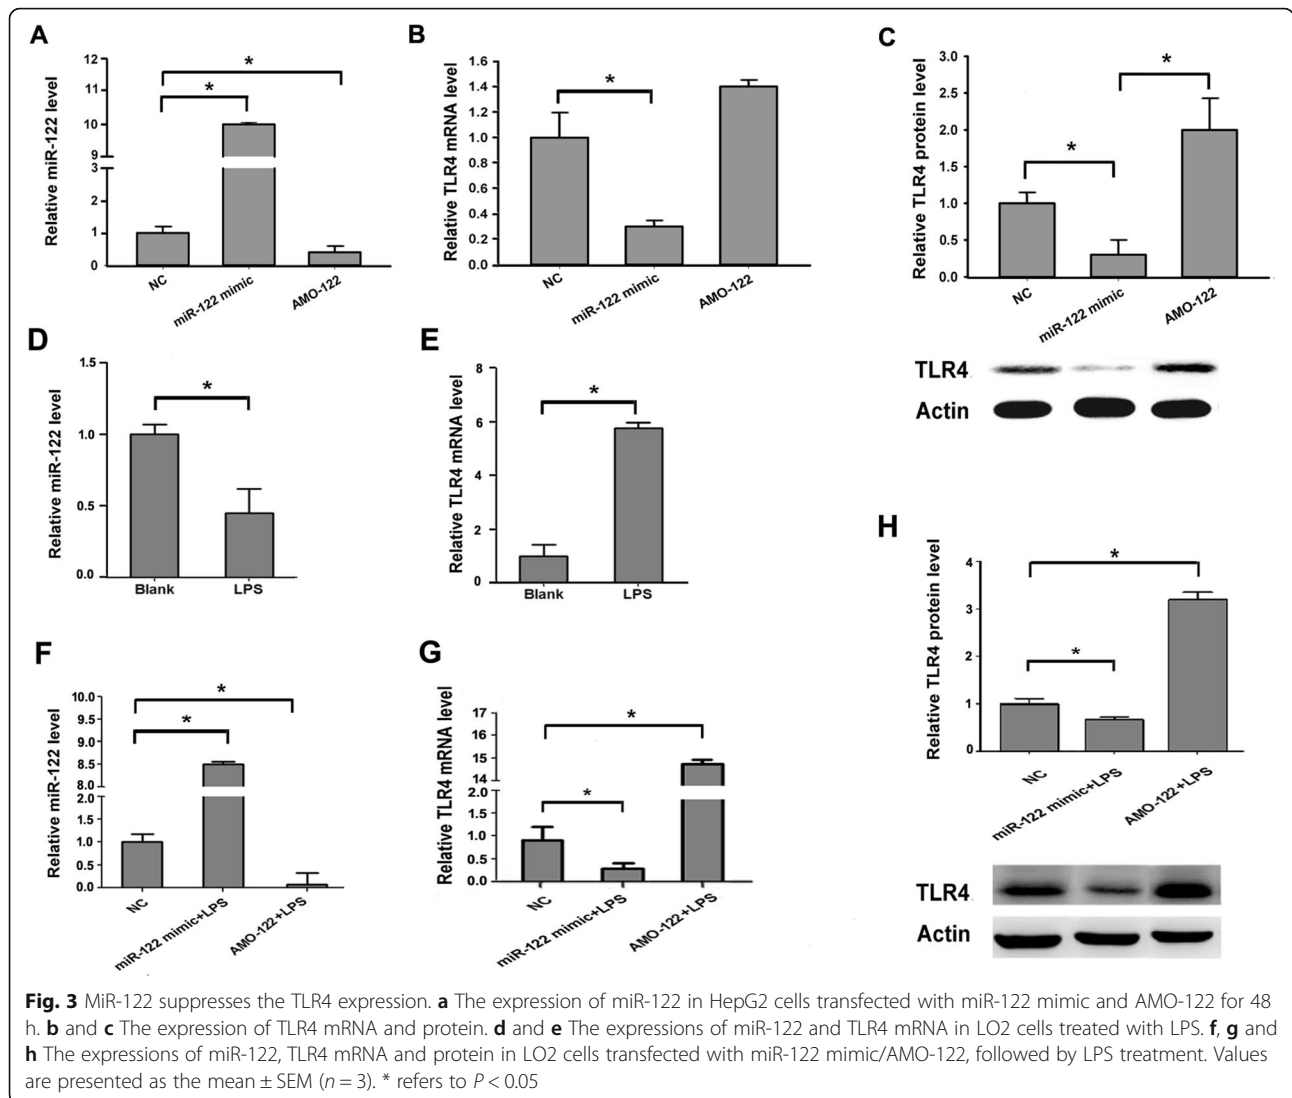 A
Relative miR-122 level
12
11
10
9
3
2
1
0
*
*
NC
miR-122 mimic
AMO-122
B
Relative TLR4 mRNA level
1.6
1.4
1.2
1.0
0.8
0.6
0.4
0.2
0.0
*
NC
miR-122 mimic
AMO-122
C
Relative TLR4 protein level
3.0
2.5
2.0
1.5
1.0
0.5
0.0
*
*
NC
miR-122 mimic
AMO-122
TLR4
Actin
D
Relative miR-122 level
1.5
1.0
0.5
0.0
*
Blank
LPS
E
Relative TLR4 mRNA level
8
6
4
2
0
*
Blank
LPS
F
Relative miR-122 level
10.0
9.5
9.0
8.5
8.0
2.0
1.0
0.5
0.0
*
*
NC
miR-122 mimic+LPS
AMO-122+LPS
G
Relative TLR4 mRNA level
17
16
15
14
2.0
1.5
1.0
0.5
0.0
*
*
NC
miR-122 mimic+LPS
AMO-122+LPS
H
Relative TLR4 protein level
4
3
2
1
0
*
*
NC
miR-122 mimic+LPS
AMO-122+LPS
TLR4
Actin
Fig. 3 MiR-122 suppresses the TLR4 expression. a The expression of miR-122 in HepG2 cells transfected with miR-122 mimic and AMO-122 for 48
h. b and c The expression of TLR4 mRNA and protein. d and e The expressions of miR-122 and TLR4 mRNA in LO2 cells treated with LPS. f, g and
h The expressions of miR-122, TLR4 mRNA and protein in LO2 cells transfected with miR-122 mimic/AMO-122, followed by LPS treatment. Values
are presented as the mean ± SEM (n = 3). * refers to P < 0.05